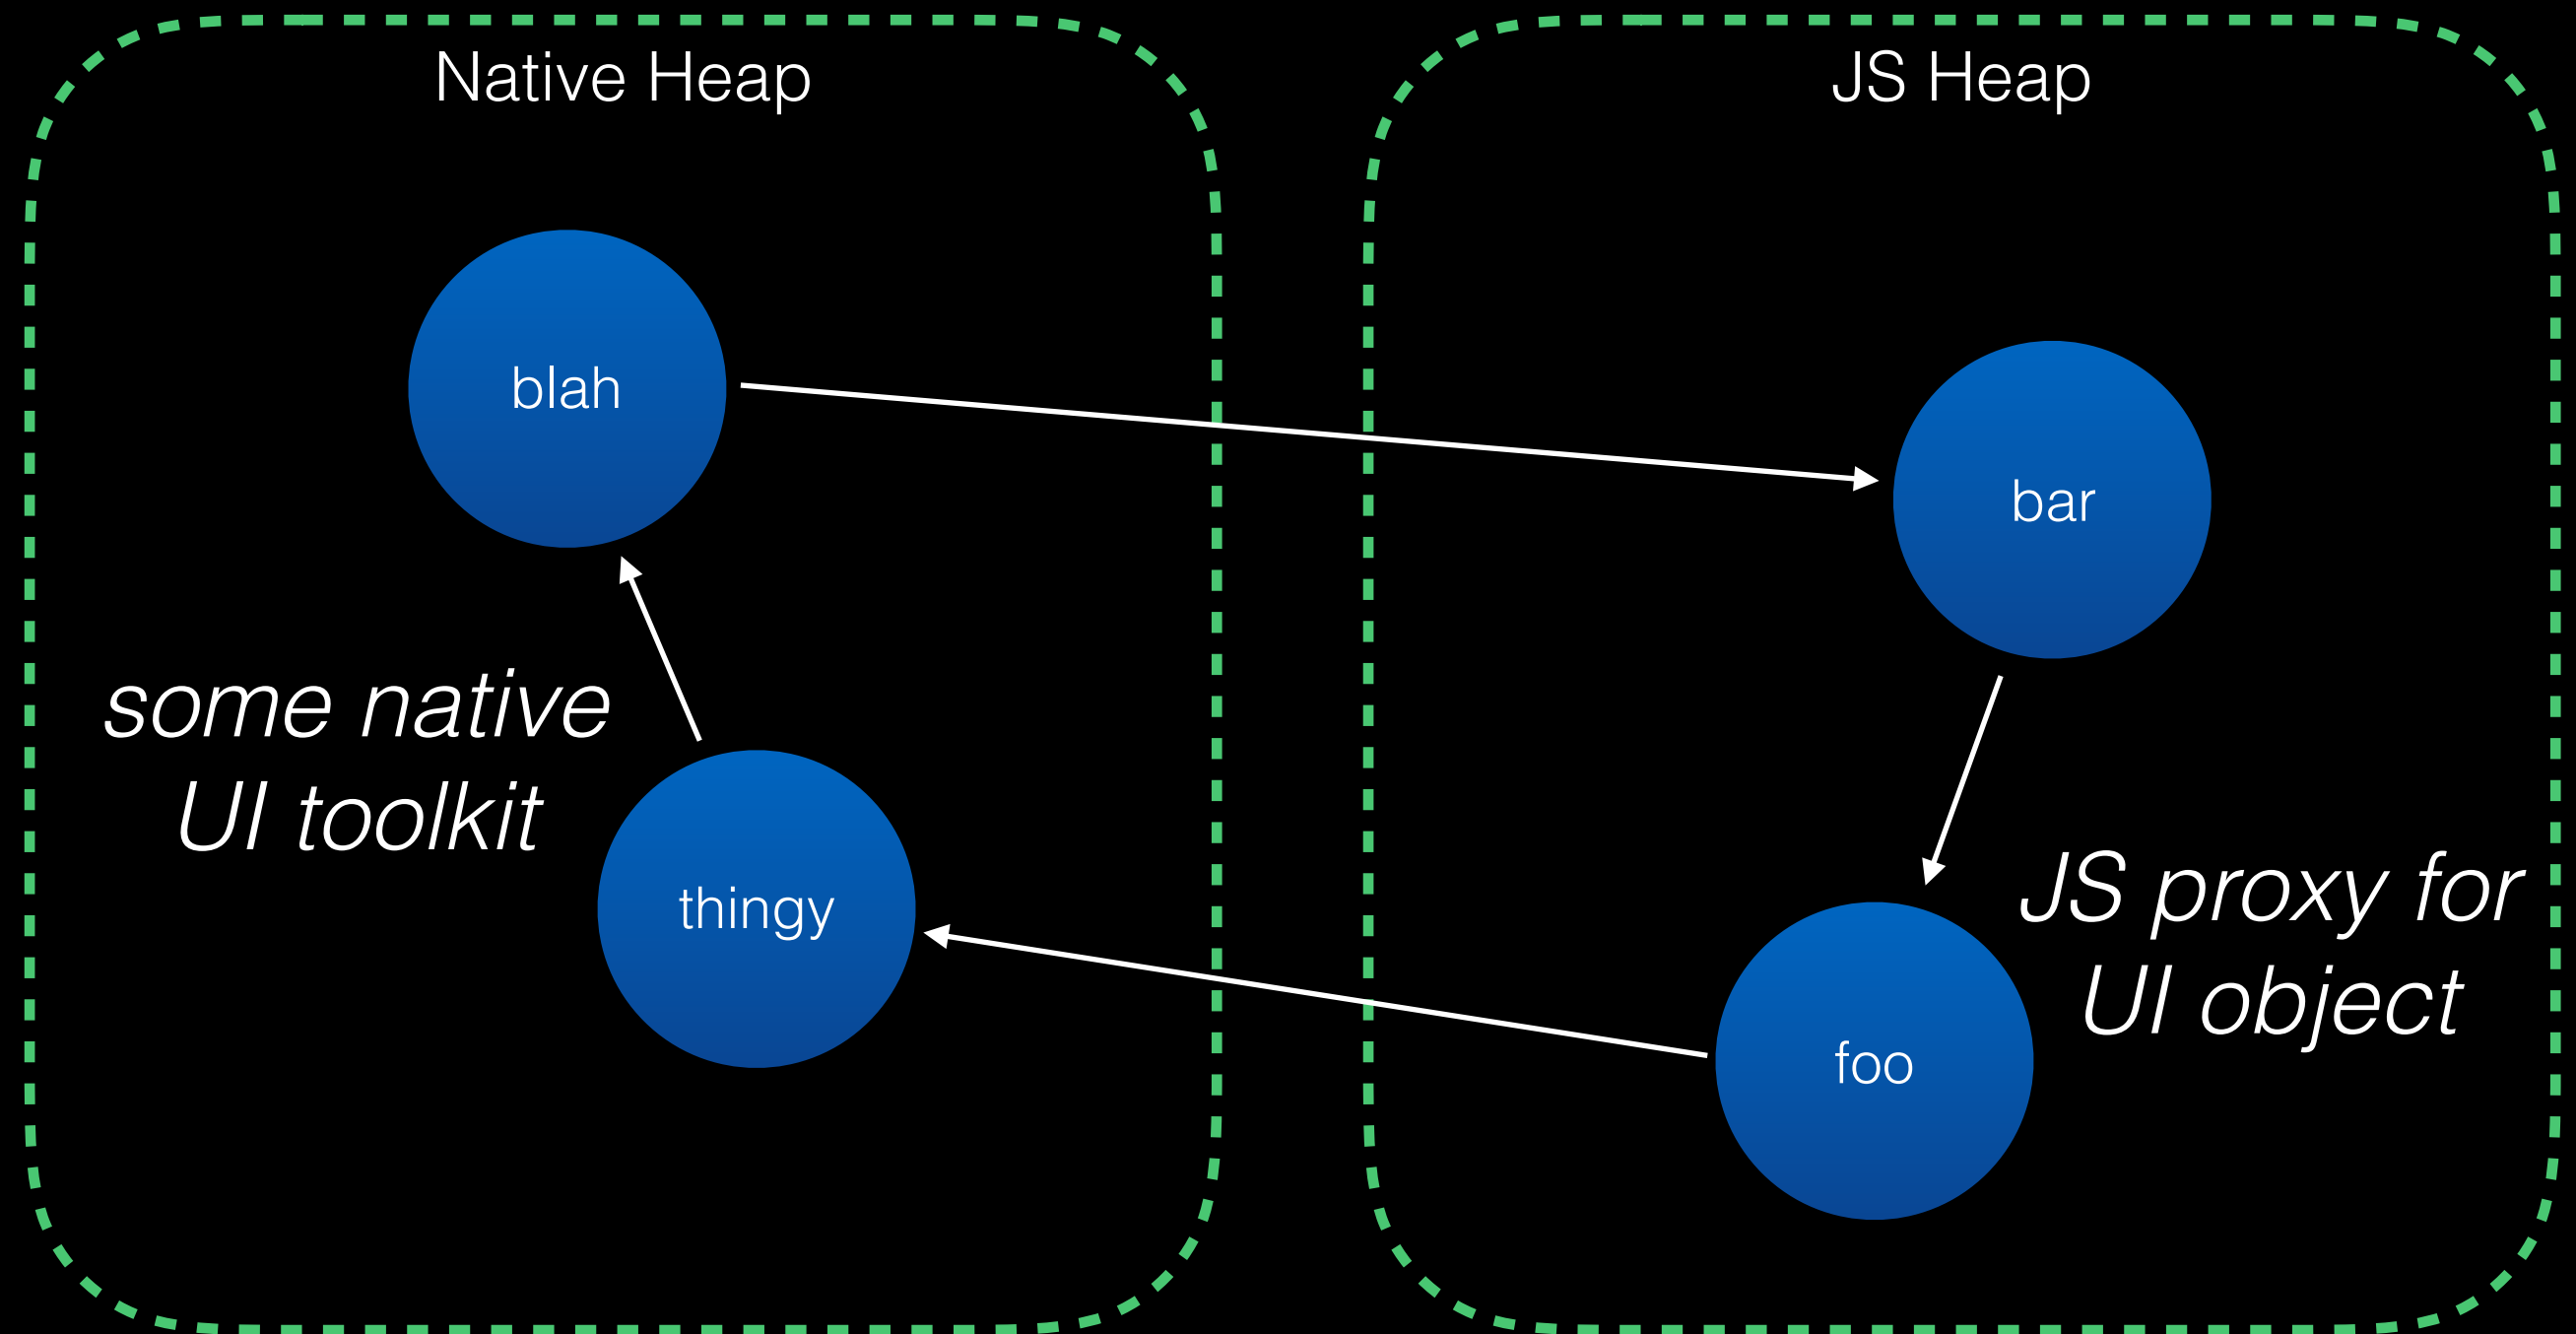 Native Heap
JS Heap
blah
bar
some native
UI toolkit
thingy
JS proxy for
UI object
foo